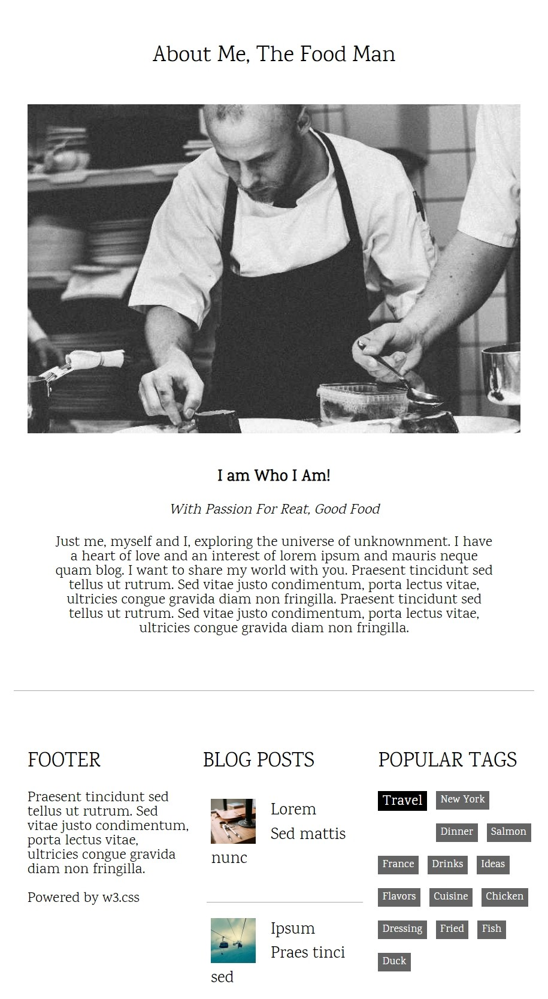 About Me, The Food Man
I am Who I Am!
With Passion For Reat, Good Food
Just me, myself and I, exploring the universe of unknownment. I have
a heart of love and an interest of lorem ipsum and mauris neque
quam blog. I want to share my world with you. Praesent tincidunt sed
tellus ut rutrum. Sed vitae justo condimentum, porta lectus vitae,
ultricies congue gravida diam non fringilla. Praesent tincidunt sed
tellus ut rutrum. Sed vitae justo condimentum, porta lectus vitae,
ultricies congue gravida diam non fringilla.
FOOTER
Praesent tincidunt sed
tellus ut rutrum. Sed
vitae justo condimentum,
porta lectus vitae,
ultricies congue gravida
diam non fringilla.
Powered by w3.css
BLOG POSTS
Lorem
Sed mattis
nunc
Ipsum
Praes tinci
sed
POPULAR TAGS
Travel New York
Dinner Salmon
France Drinks Ideas
Flavors Cuisine Chicken
Dressing Fried Fish
Duck